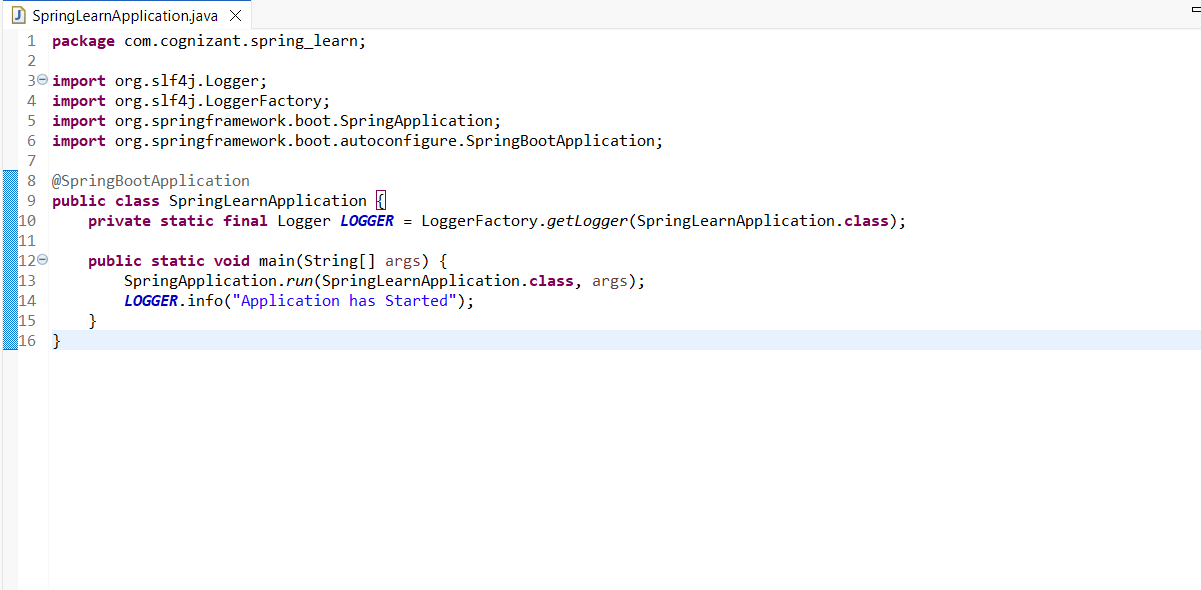 SpringLearnApplication.java
1 package com.cognizant.spring_learn;
2
3 import org.slf4j.Logger;
4 import org.slf4j.LoggerFactory;
5 import org.springframework.boot.SpringApplication;
6 import org.springframework.boot.autoconfigure.SpringBootApplication;
7
8 @SpringBootApplication
9 public class SpringLearnApplication {
10     private static final Logger LOGGER = LoggerFactory.getLogger(SpringLearnApplication.class);
11
12     public static void main(String[] args) {
13         SpringApplication.run(SpringLearnApplication.class, args);
14         LOGGER.info("Application has Started");
15     }
16 }